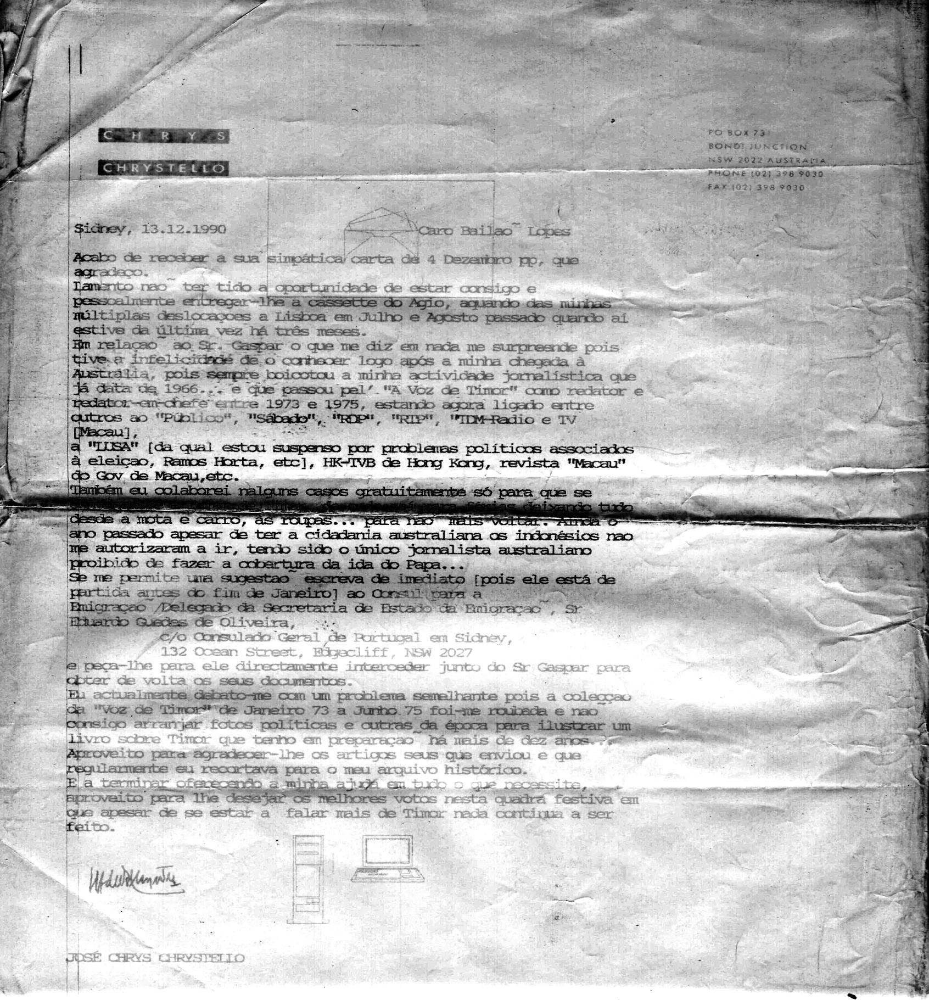 CHRYS
CHRYSTELLO
PO BOX 731
BONDI JUNCTION
NSW 2022 AUSTRALIA
PHONE (02) 398 9030
FAX (02) 398 9030
Sidney, 13.12.1990
Caro Bailao~ Lopes
Acabo de receber a sua simpática carta de 4 Dezembro pp, que
agradeço.
Lamento nao~ ter tido a oportunidade de estar consigo e
pessoalmente entregar-lhe a cassette do Agio, aquando das minhas
múltiplas deslocaçoes a Lisboa em Julho e Agosto passado quando aí
estive da última vez há três meses.
Em relaçao~ ao Sr. Gaspar o que me diz em nada me surpreende pois
tive a infelicidade de o conhecer logo após a minha chegada à
Austrália, pois sempre boicotou a minha actividade jornalística que
já data de 1966... e que passou pel' "A Voz de Timor" como redator e
redator-em-chefe entre 1973 e 1975, estando agora ligado entre
outros ao "Público", "Sábado", "RDP", "RTP", "TDM-Radio e TV
[Macau],
a "LUSA" [da qual estou suspenso por problemas políticos associados
à eleiçao, Ramos Horta, etc], HK-TVB de Hong Kong, revista "Macau"
do Gov de Macau,etc.
Também eu colaborei nalguns casos gratuitamente só para que se
de Timor, para férias deixando tudo
desde a mota e carro, às roupas... para nao mais voltar. Ainda o
ano passado apesar de ter a cidadania australiana os indonésios nao
me autorizaram a ir, tendo sido o único jornalista australiano
proibido de fazer a cobertura da ida do Papa...
Se me permite uma sugestao~ escreva de imediato [pois ele está de
partida antes do fim de Janeiro] ao Consul para a
Emigraçao~/Delegado da Secretaria de Estado da Emigraçao~, Sr
Eduardo Guedes de Oliveira,
c/o Consulado Geral de Portugal em Sidney,
132 Ocean Street, Edgecliff, NSW 2027
e peça-lhe para ele directamente interceder junto do Sr Gaspar para
obter de volta os seus documentos.
Eu actualmente debato-me com um problema semelhante pois a colecçao
da "Voz de Timor" de Janeiro 73 a Junho 75 foi-me roubada e nao~
consigo arranjar fotos políticas e outras da época para ilustrar um
livro sobre Timor que tenho em preparaçao~ há mais de dez anos...
Aproveito para agradecer-lhe os artigos seus que enviou e que
regularmente eu recortava para o meu arquivo histórico.
E a terminar oferecendo a minha ajuda em tudo o que necessite,
aproveito para lhe desejar os melhores votos nesta quadra festiva em
que apesar de se estar a falar mais de Timor nada continua a ser
feito.
JOSÉ CHRYS CHRYSTELLO